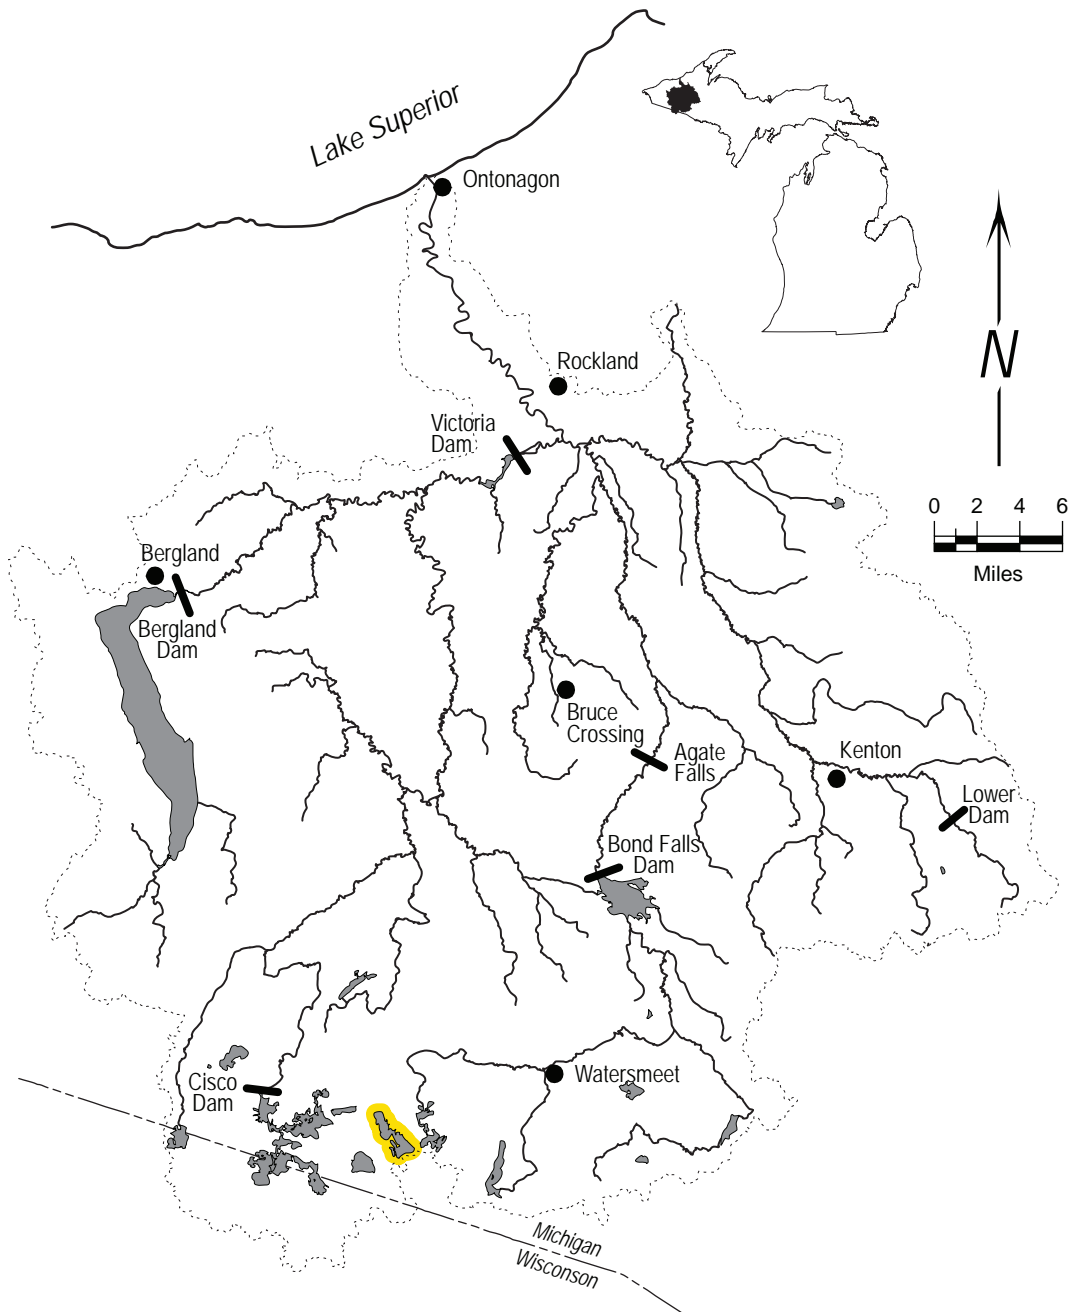 Lake Superior
Ontonagon
Rockland
Victoria
Dam
N
0 2 4 6
Miles
Bergland
Bergland
Dam
Bruce
Crossing
Agate
Falls
Kenton
Lower
Dam
Bond Falls
Dam
Cisco
Dam
Watersmeet
Michigan
Wisconson